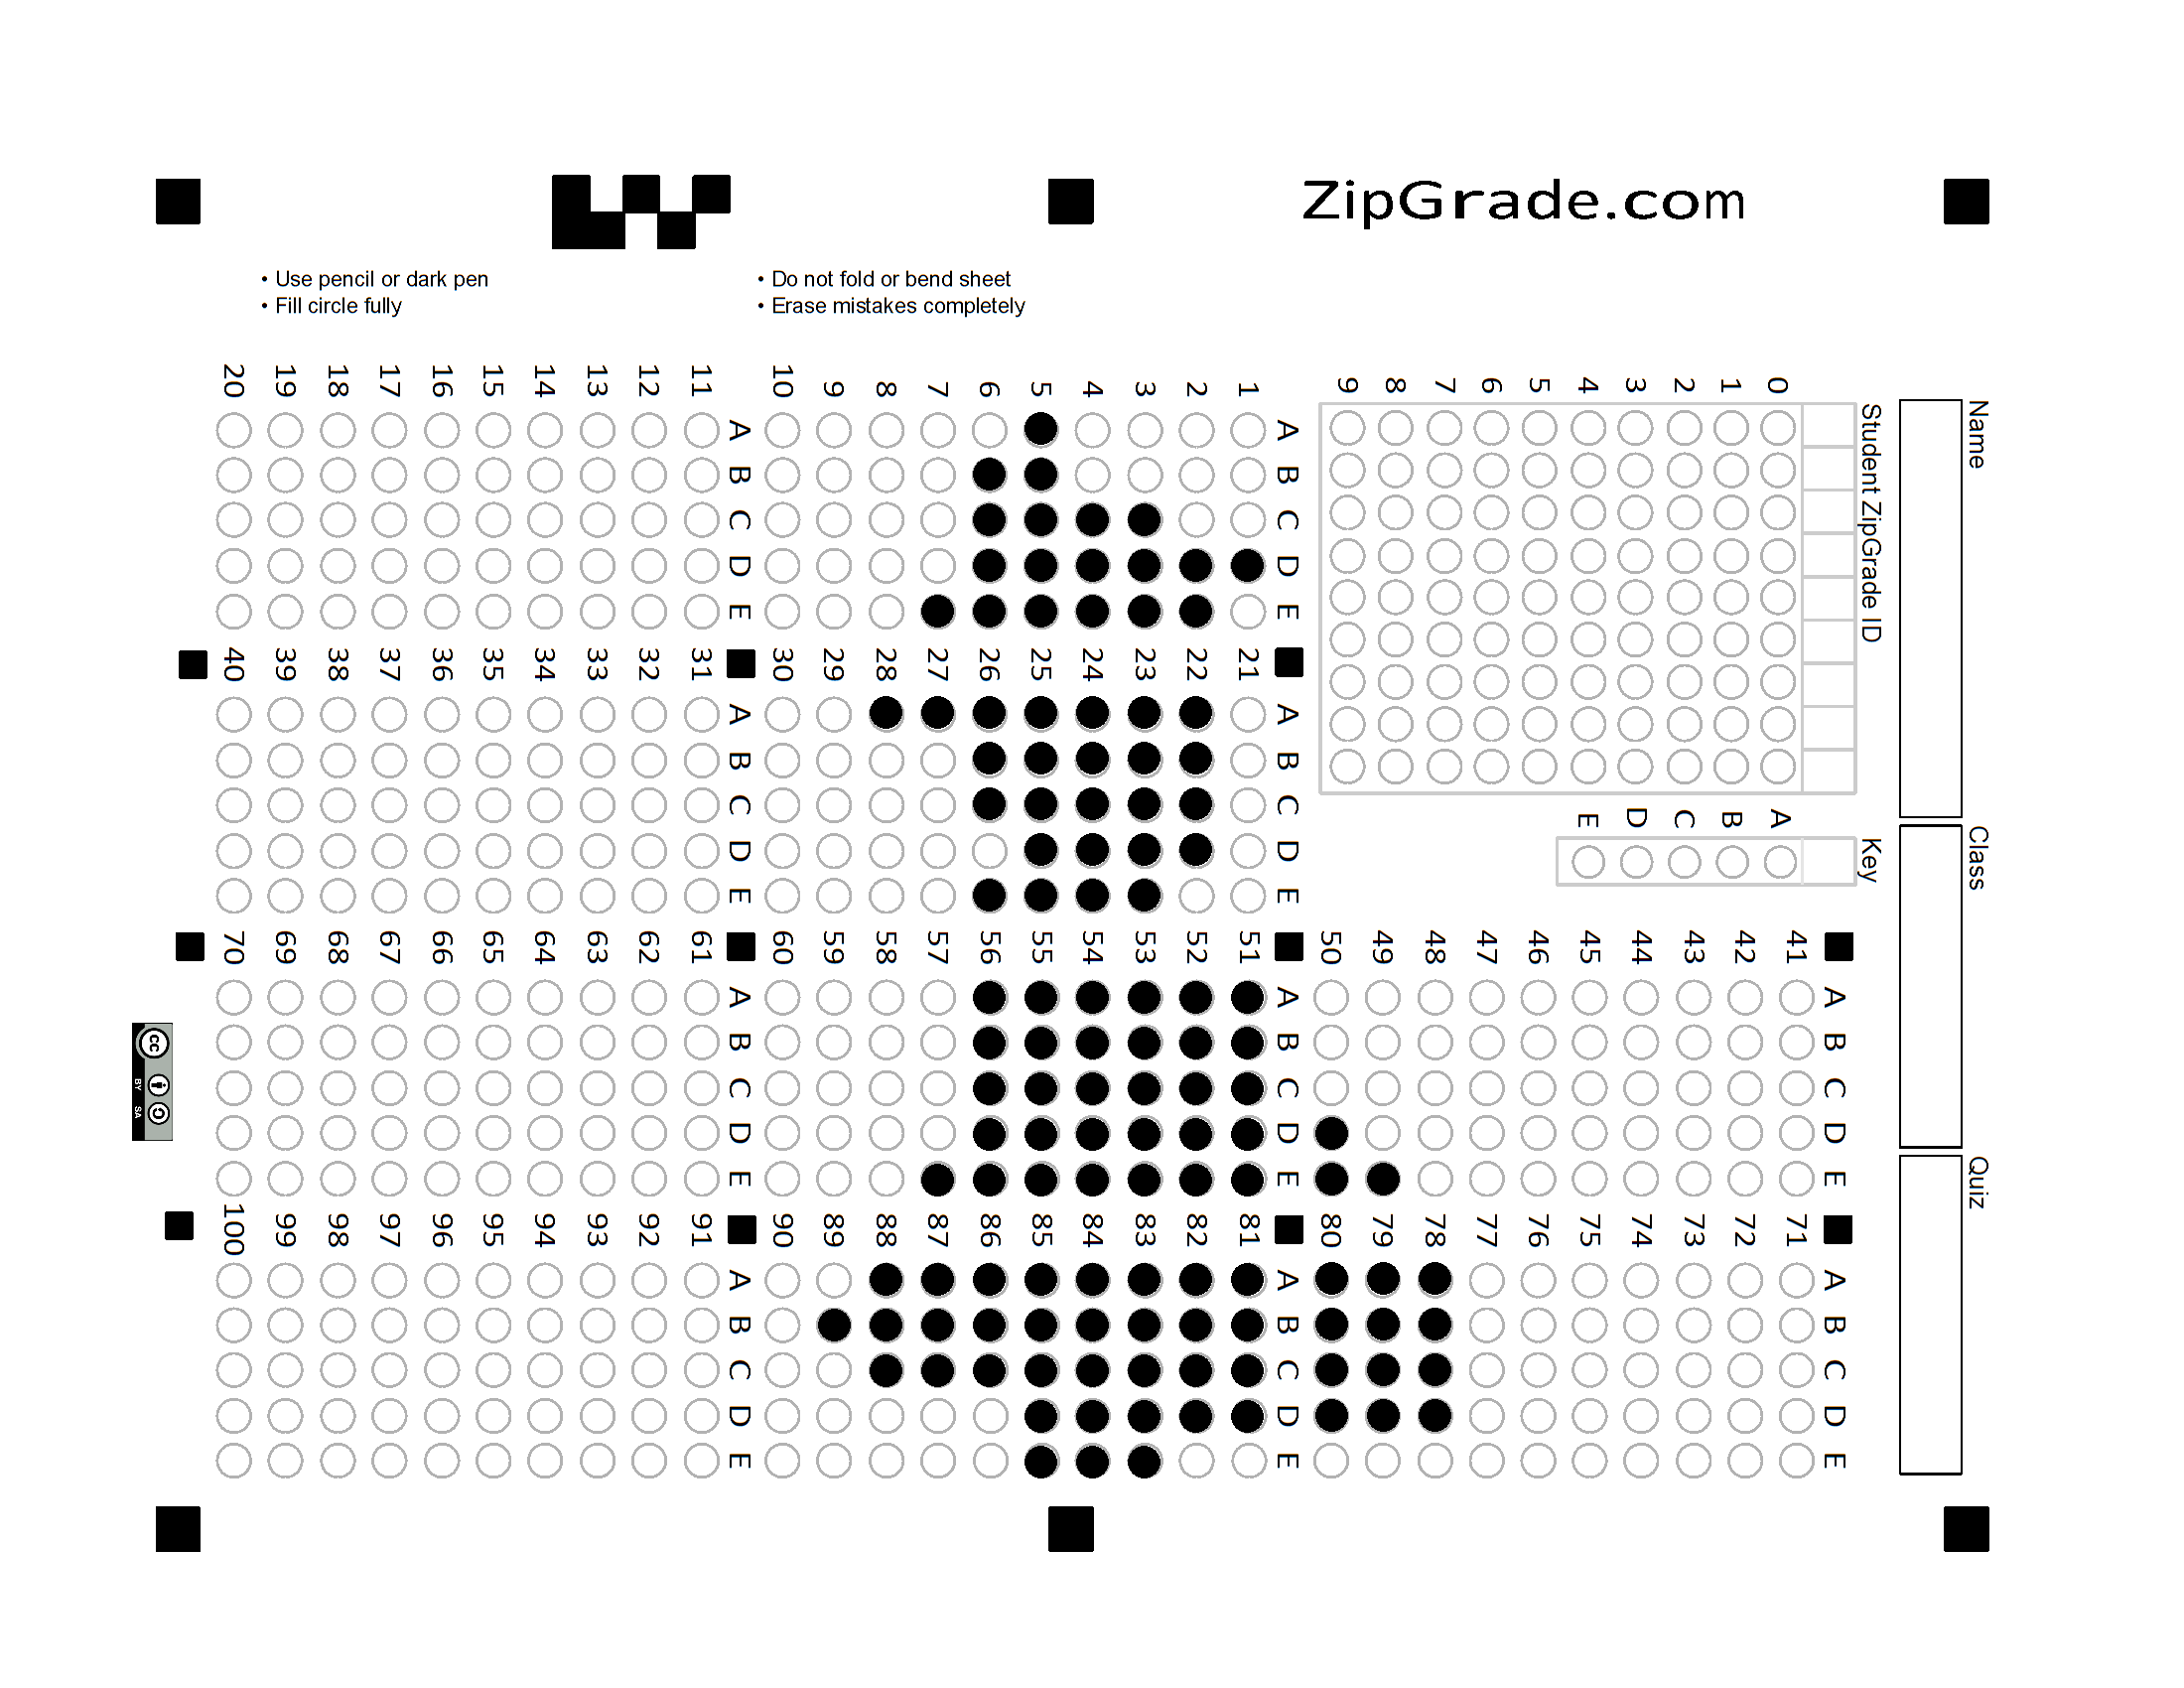 ZipGrade.com
• Use pencil or dark pen
• Fill circle fully
• Do not fold or bend sheet
• Erase mistakes completely
Name
Class
Quiz
Student ZipGrade ID
0 1 2 3 4 5 6 7 8 9
Key
A B C D E
A B C D E
1 2 3 4 5 6 7 8 9 10
A B C D E
11 12 13 14 15 16 17 18 19 20
A B C D E
21 22 23 24 25 26 27 28 29 30
A B C D E
31 32 33 34 35 36 37 38 39 40
A B C D E
41 42 43 44 45 46 47 48 49 50
A B C D E
51 52 53 54 55 56 57 58 59 60
A B C D E
61 62 63 64 65 66 67 68 69 70
A B C D E
71 72 73 74 75 76 77 78 79 80
A B C D E
81 82 83 84 85 86 87 88 89 90
A B C D E
91 92 93 94 95 96 97 98 99 100
A B C D E
cc BY SA